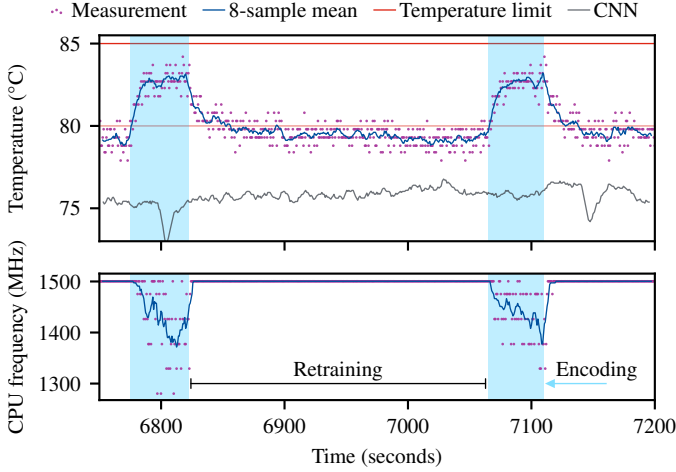 Measurement 8-sample mean Temperature limit CNN
85
80
75
Temperature (°C)
1500
1400
1300
CPU frequency (MHz)
Retraining
Encoding
6800 6900 7000 7100 7200
Time (seconds)